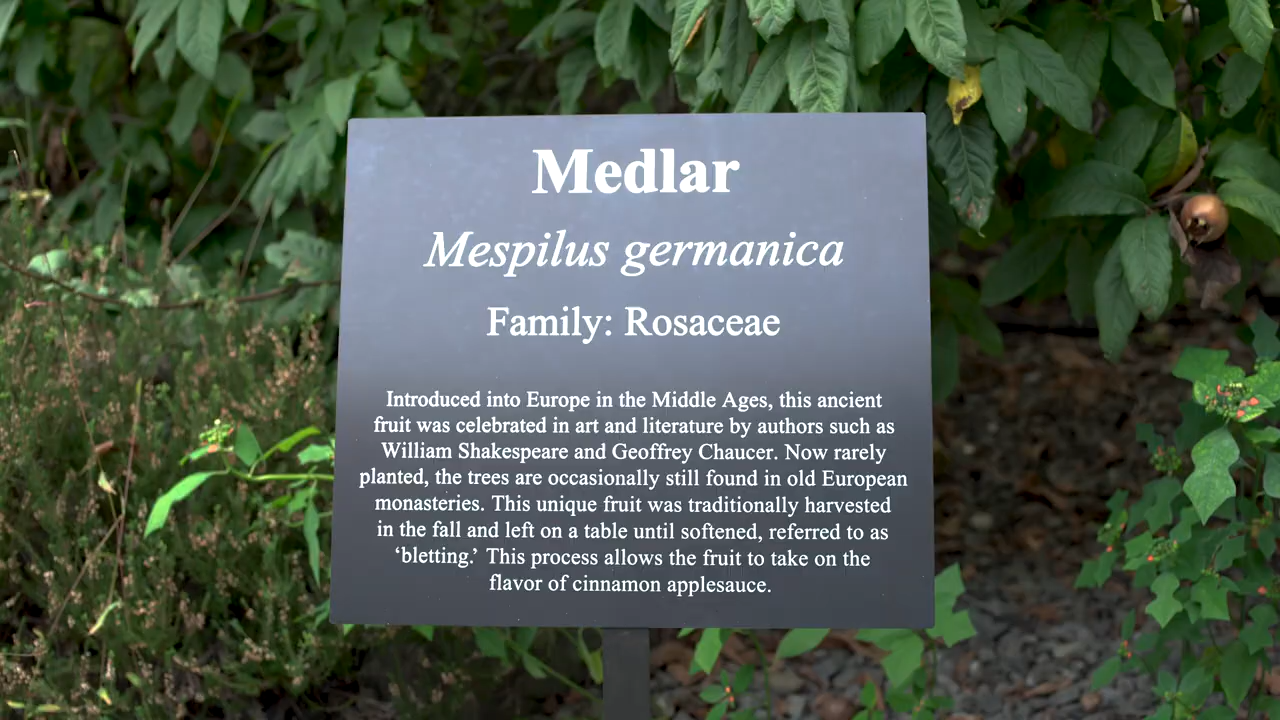 Medlar
Mespilus germanica
Family: Rosaceae
Introduced into Europe in the Middle Ages, this ancient
fruit was celebrated in art and literature by authors such as
William Shakespeare and Geoffrey Chaucer. Now rarely
planted, the trees are occasionally still found in old European
monasteries. This unique fruit was traditionally harvested
in the fall and left on a table until softened, referred to as
‘bletting.’ This process allows the fruit to take on the
flavor of cinnamon applesauce.